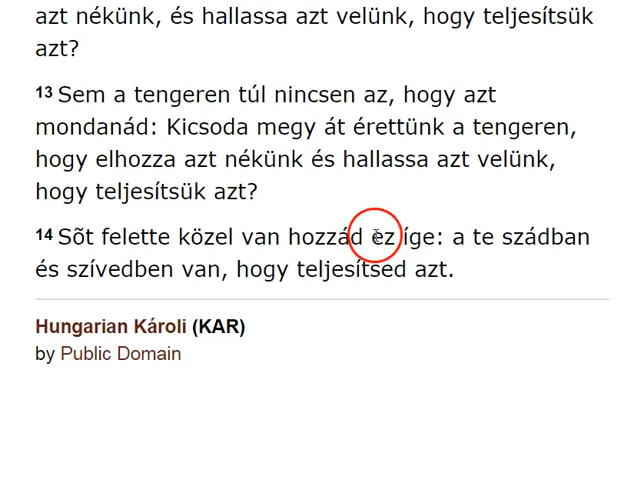 azt nékünk, és hallassa azt velünk, hogy teljesítsük
azt?
13 Sem a tengeren túl nincsen az, hogy azt
mondanád: Kicsoda megy át érettünk a tengeren,
hogy elhozza azt nékünk és hallassa azt velünk,
hogy teljesítsük azt?
14 Sõt felette közel van hozzád ez íge: a te szádban
és szívedben van, hogy teljesítsed azt.
Hungarian Károli (KAR)
by Public Domain